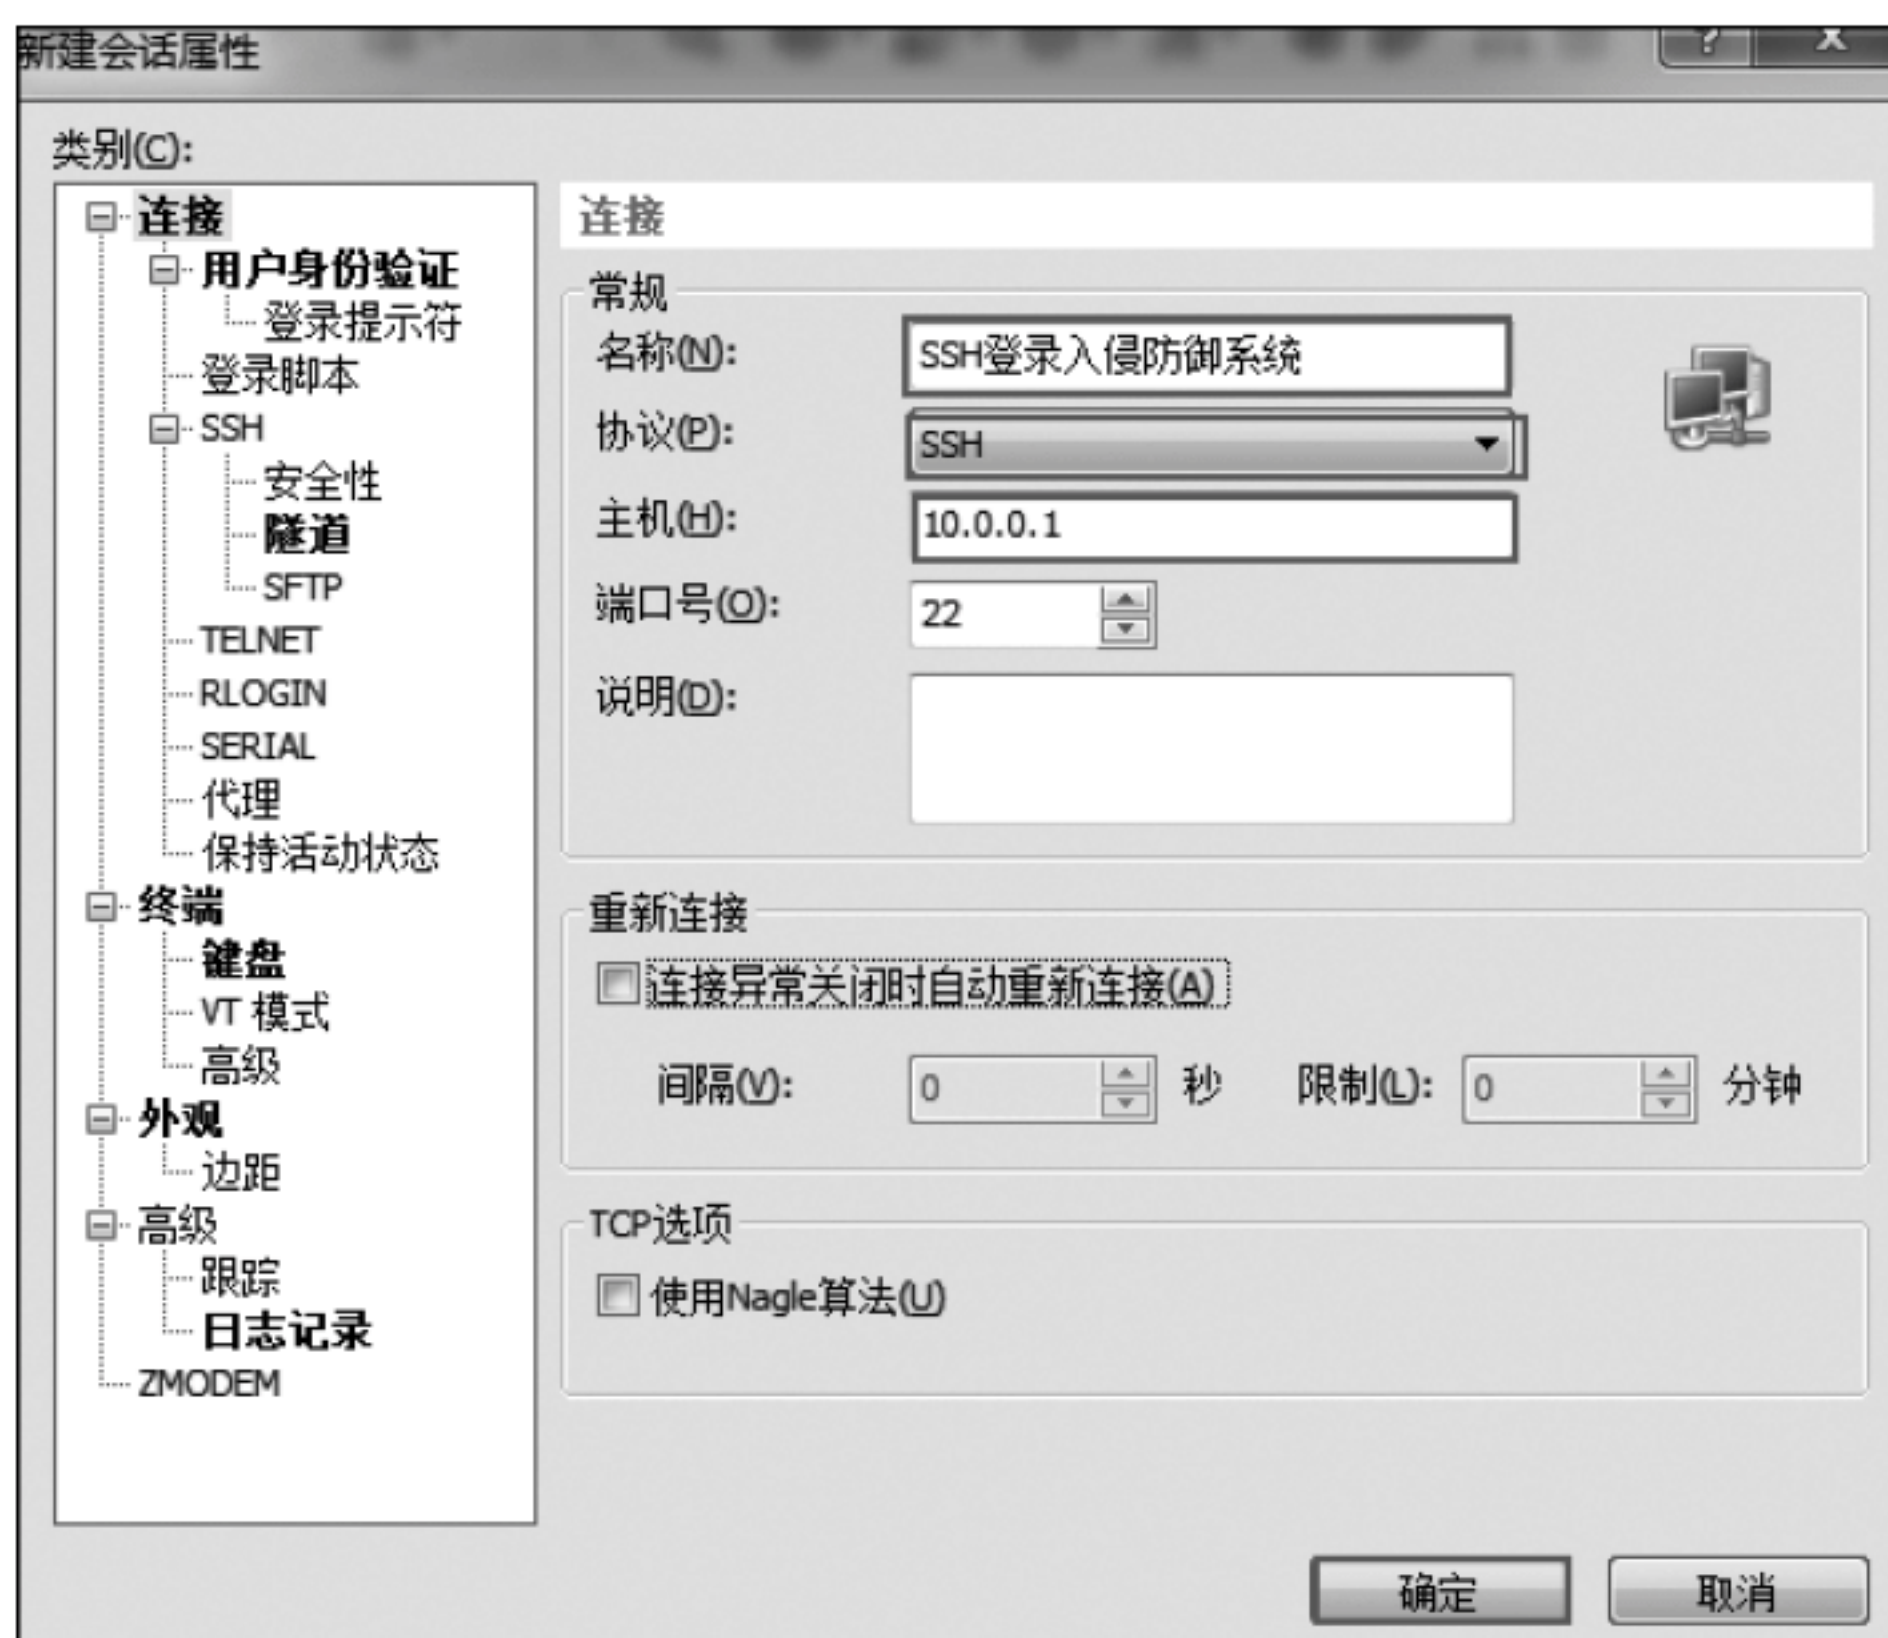 新建会话属性
? X
类别(C):
连接
用户身份验证
登录提示符
登录脚本
SSH
安全性
隧道
SFTP
TELNET
RLOGIN
SERIAL
代理
保持活动状态
终端
键盘
VT 模式
高级
外观
边距
高级
跟踪
日志记录
ZMODEM
连接
常规
名称(N): SSH登录入侵防御系统
协议(P): SSH
主机(H): 10.0.0.1
端口号(O): 22
说明(D):
重新连接
连接异常关闭时自动重新连接(A)
间隔(V): 0 秒 限制(L): 0 分钟
TCP选项
使用Nagle算法(U)
确定 取消